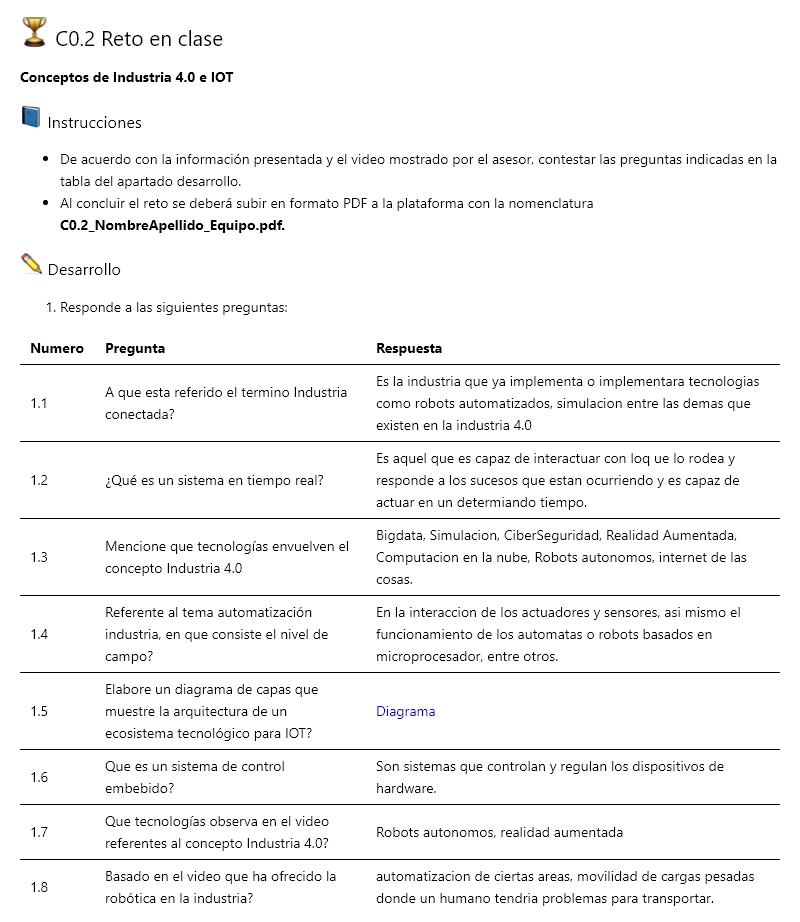 C0.2 Reto en clase
Conceptos de Industria 4.0 e IOT
Instrucciones
• De acuerdo con la información presentada y el video mostrado por el asesor, contestar las preguntas indicadas en la
tabla del apartado desarrollo.
• Al concluir el reto se deberá subir en formato PDF a la plataforma con la nomenclatura
C0.2_NombreApellido_Equipo.pdf.
Desarrollo
1. Responde a las siguientes preguntas:
Numero Pregunta Respuesta
1.1
A que esta referido el termino Industria
conectada?
Es la industria que ya implementa o implementara tecnologias
como robots automatizados, simulacion entre las demas que
existen en la industria 4.0
1.2
¿Qué es un sistema en tiempo real?
Es aquel que es capaz de interactuar con loq ue lo rodea y
responde a los sucesos que estan ocurriendo y es capaz de
actuar en un determiando tiempo.
1.3
Mencione que tecnologías envuelven el
concepto Industria 4.0
Bigdata, Simulacion, CiberSeguridad, Realidad Aumentada,
Computacion en la nube, Robots autonomos, internet de las
cosas.
1.4
Referente al tema automatización
industria, en que consiste el nivel de
campo?
En la interaccion de los actuadores y sensores, asi mismo el
funcionamiento de los automatas o robots basados en
microprocesador, entre otros.
1.5
Elabore un diagrama de capas que
muestre la arquitectura de un
ecosistema tecnológico para IOT?
Diagrama
1.6
Que es un sistema de control
embebido?
Son sistemas que controlan y regulan los dispositivos de
hardware.
1.7
Que tecnologías observa en el video
referentes al concepto Industria 4.0?
Robots autonomos, realidad aumentada
1.8
Basado en el video que ha ofrecido la
robótica en la industria?
automatizacion de ciertas areas, movilidad de cargas pesadas
donde un humano tendria problemas para transportar.